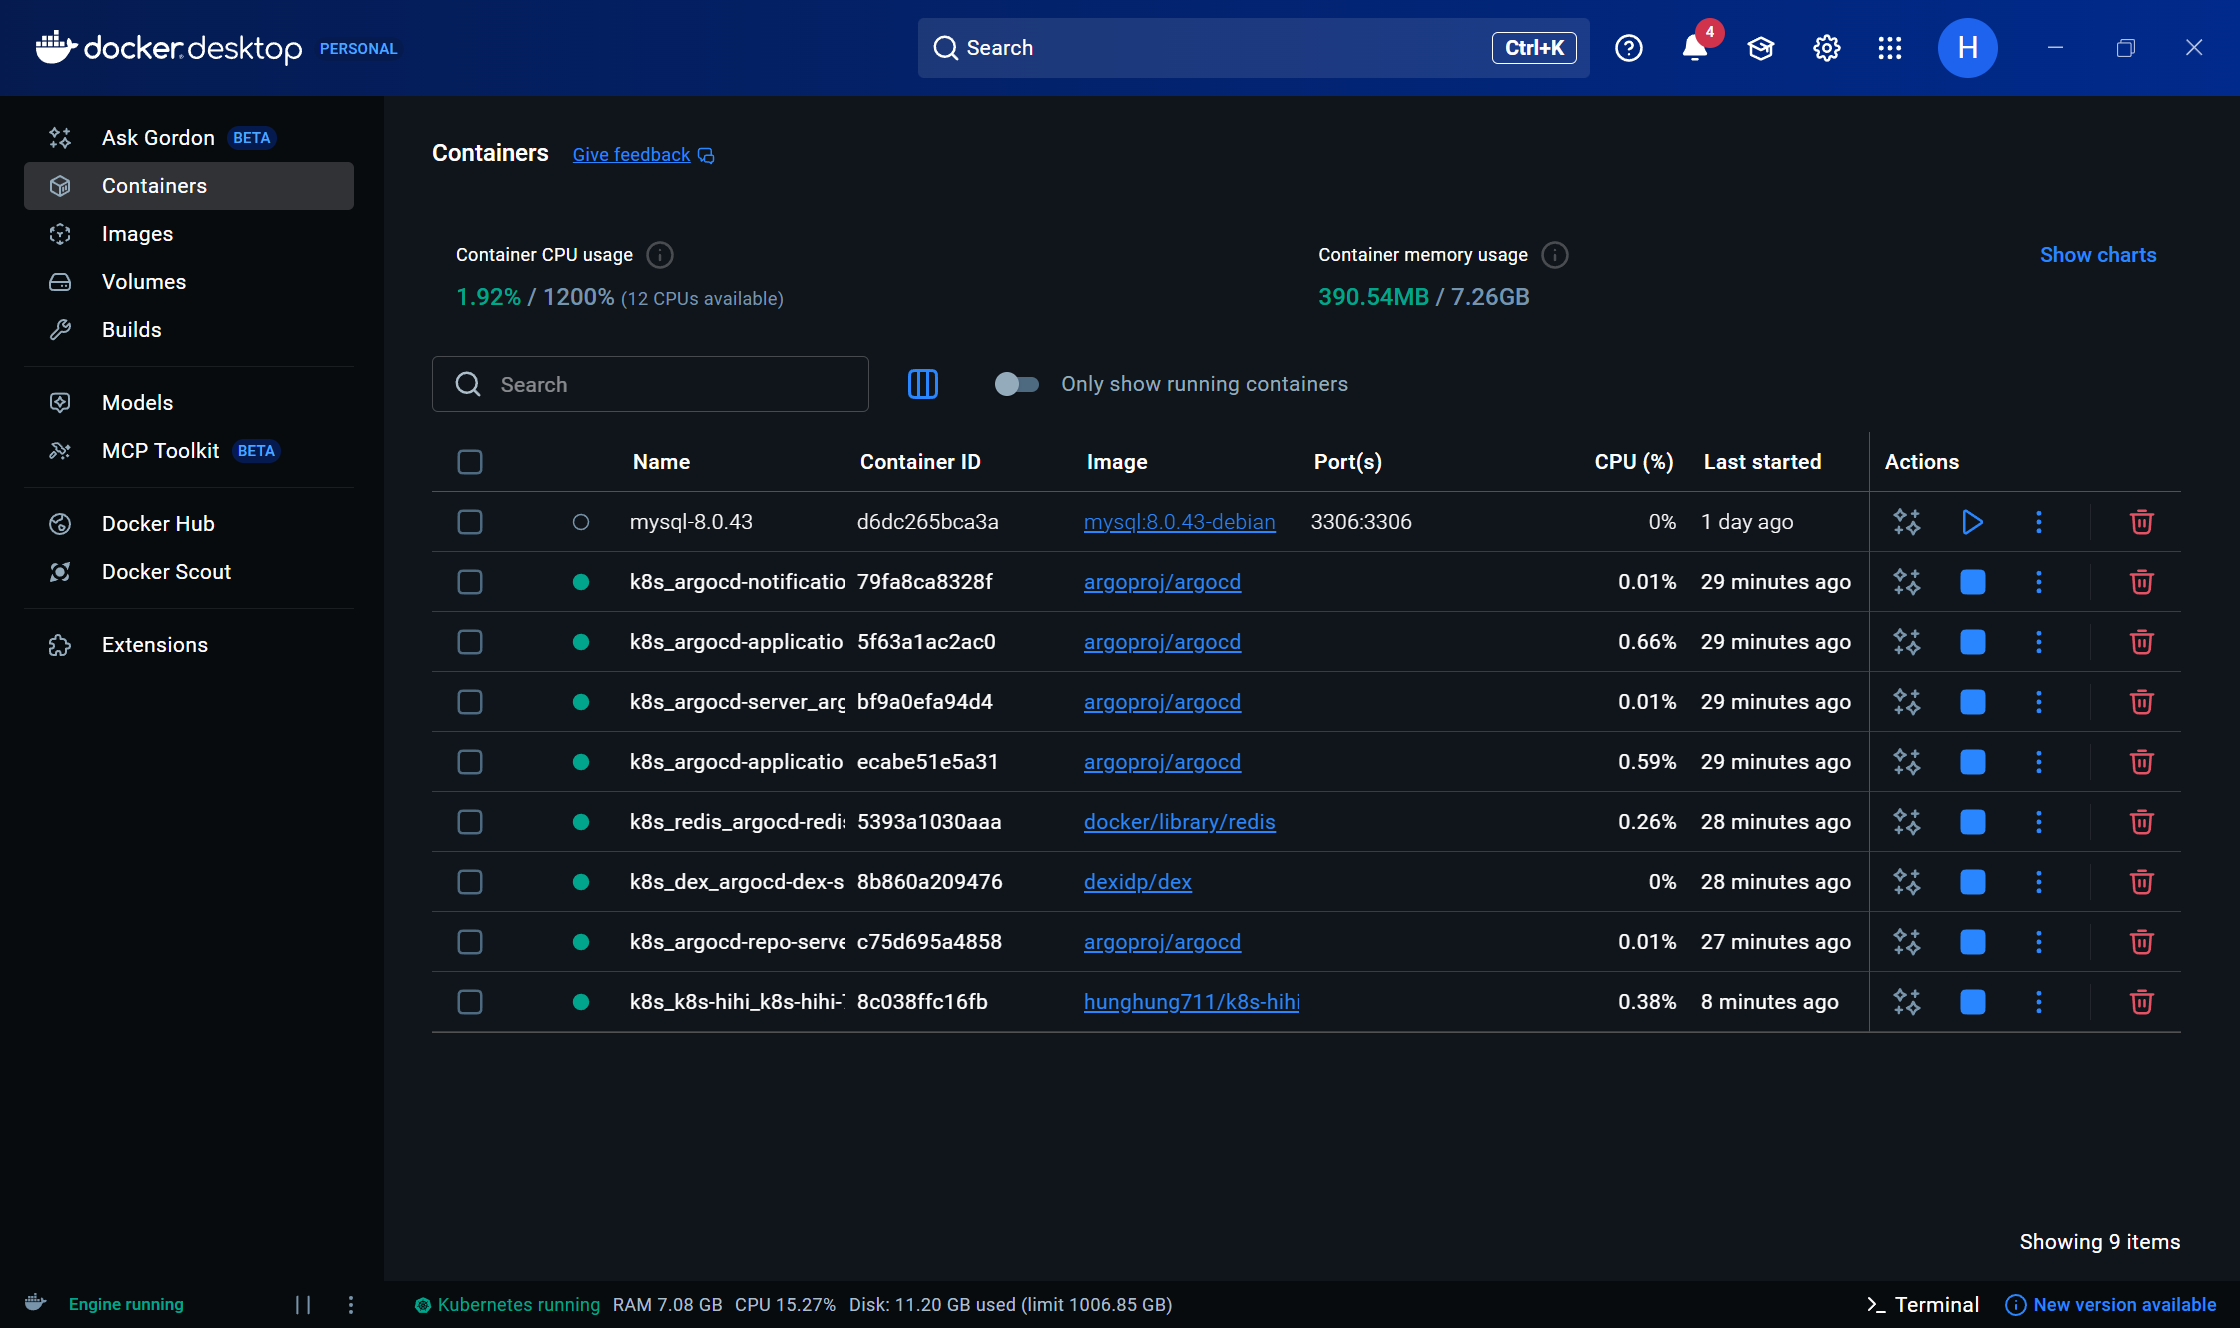 docker desktop PERSONAL
Search Ctrl+K
4
H
Ask Gordon BETA
Containers
Images
Volumes
Builds
Models
MCP Toolkit BETA
Docker Hub
Docker Scout
Extensions
Containers Give feedback
Container CPU usage
1.92% / 1200% (12 CPUs available)
Container memory usage
390.54MB / 7.26GB
Show charts
Search
Only show running containers
Name Container ID Image Port(s) CPU (%) Last started Actions
mysql-8.0.43 d6dc265bca3a mysql:8.0.43-debian 3306:3306 0% 1 day ago
k8s_argocd-notificatio 79fa8ca8328f argoproj/argocd 0.01% 29 minutes ago
k8s_argocd-applicatio 5f63a1ac2ac0 argoproj/argocd 0.66% 29 minutes ago
k8s_argocd-server_arg bf9a0efa94d4 argoproj/argocd 0.01% 29 minutes ago
k8s_argocd-applicatio ecabe51e5a31 argoproj/argocd 0.59% 29 minutes ago
k8s_redis_argocd-redis 5393a1030aaa docker/library/redis 0.26% 28 minutes ago
k8s_dex_argocd-dex-s 8b860a209476 dexidp/dex 0% 28 minutes ago
k8s_argocd-repo-serve c75d695a4858 argoproj/argocd 0.01% 27 minutes ago
k8s_k8s-hihi_k8s-hihi- 8c038ffc16fb hunghung711/k8s-hihi 0.38% 8 minutes ago
Showing 9 items
Engine running
Kubernetes running RAM 7.08 GB CPU 15.27% Disk: 11.20 GB used (limit 1006.85 GB)
>_ Terminal
New version available